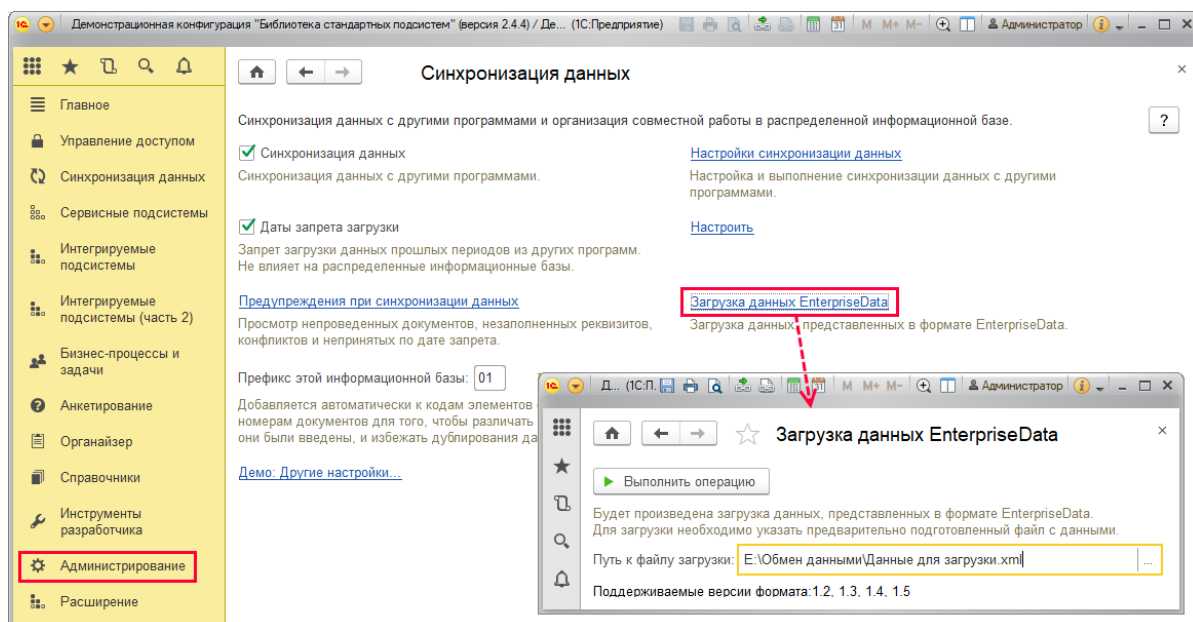 Демонстрационная конфигурация "Библиотека стандартных подсистем" (версия 2.4.4) / Де... (1С:Предприятие)
M M+ M-
Администратор
Главное
Управление доступом
Синхронизация данных
Сервисные подсистемы
Интегрируемые
подсистемы
Интегрируемые
подсистемы (часть 2)
Бизнес-процессы и
задачи
Анкетирование
Органайзер
Справочники
Инструменты
разработчика
Администрирование
Расширение
Синхронизация данных
Синхронизация данных с другими программами и организация совместной работы в распределенной информационной базе.
?
Синхронизация данных
Синхронизация данных с другими программами.
Настройки синхронизации данных
Настройка и выполнение синхронизации данных с другими
программами.
Даты запрета загрузки
Запрет загрузки данных прошлых периодов из других программ.
Не влияет на распределенные информационные базы.
Настроить
Предупреждения при синхронизации данных
Просмотр непроведенных документов, незаполненных реквизитов,
конфликтов и непринятых по дате запрета.
Загрузка данных EnterpriseData
Загрузка данных, представленных в формате EnterpriseData.
Префикс этой информационной базы: 01
Добавляется автоматически к кодам элементов
номерам документов для того, чтобы различать
они были введены, и избежать дублирования да
Демо: Другие настройки...
Д... (1С:П.
31
M M+ M-
Администратор
Загрузка данных EnterpriseData
Выполнить операцию
Будет произведена загрузка данных, представленных в формате EnterpriseData.
Для загрузки необходимо указать предварительно подготовленный файл с данными.
Путь к файлу загрузки: E:\Обмен данными\Данные для загрузки.xml ...
Поддерживаемые версии формата:1.2, 1.3, 1.4, 1.5